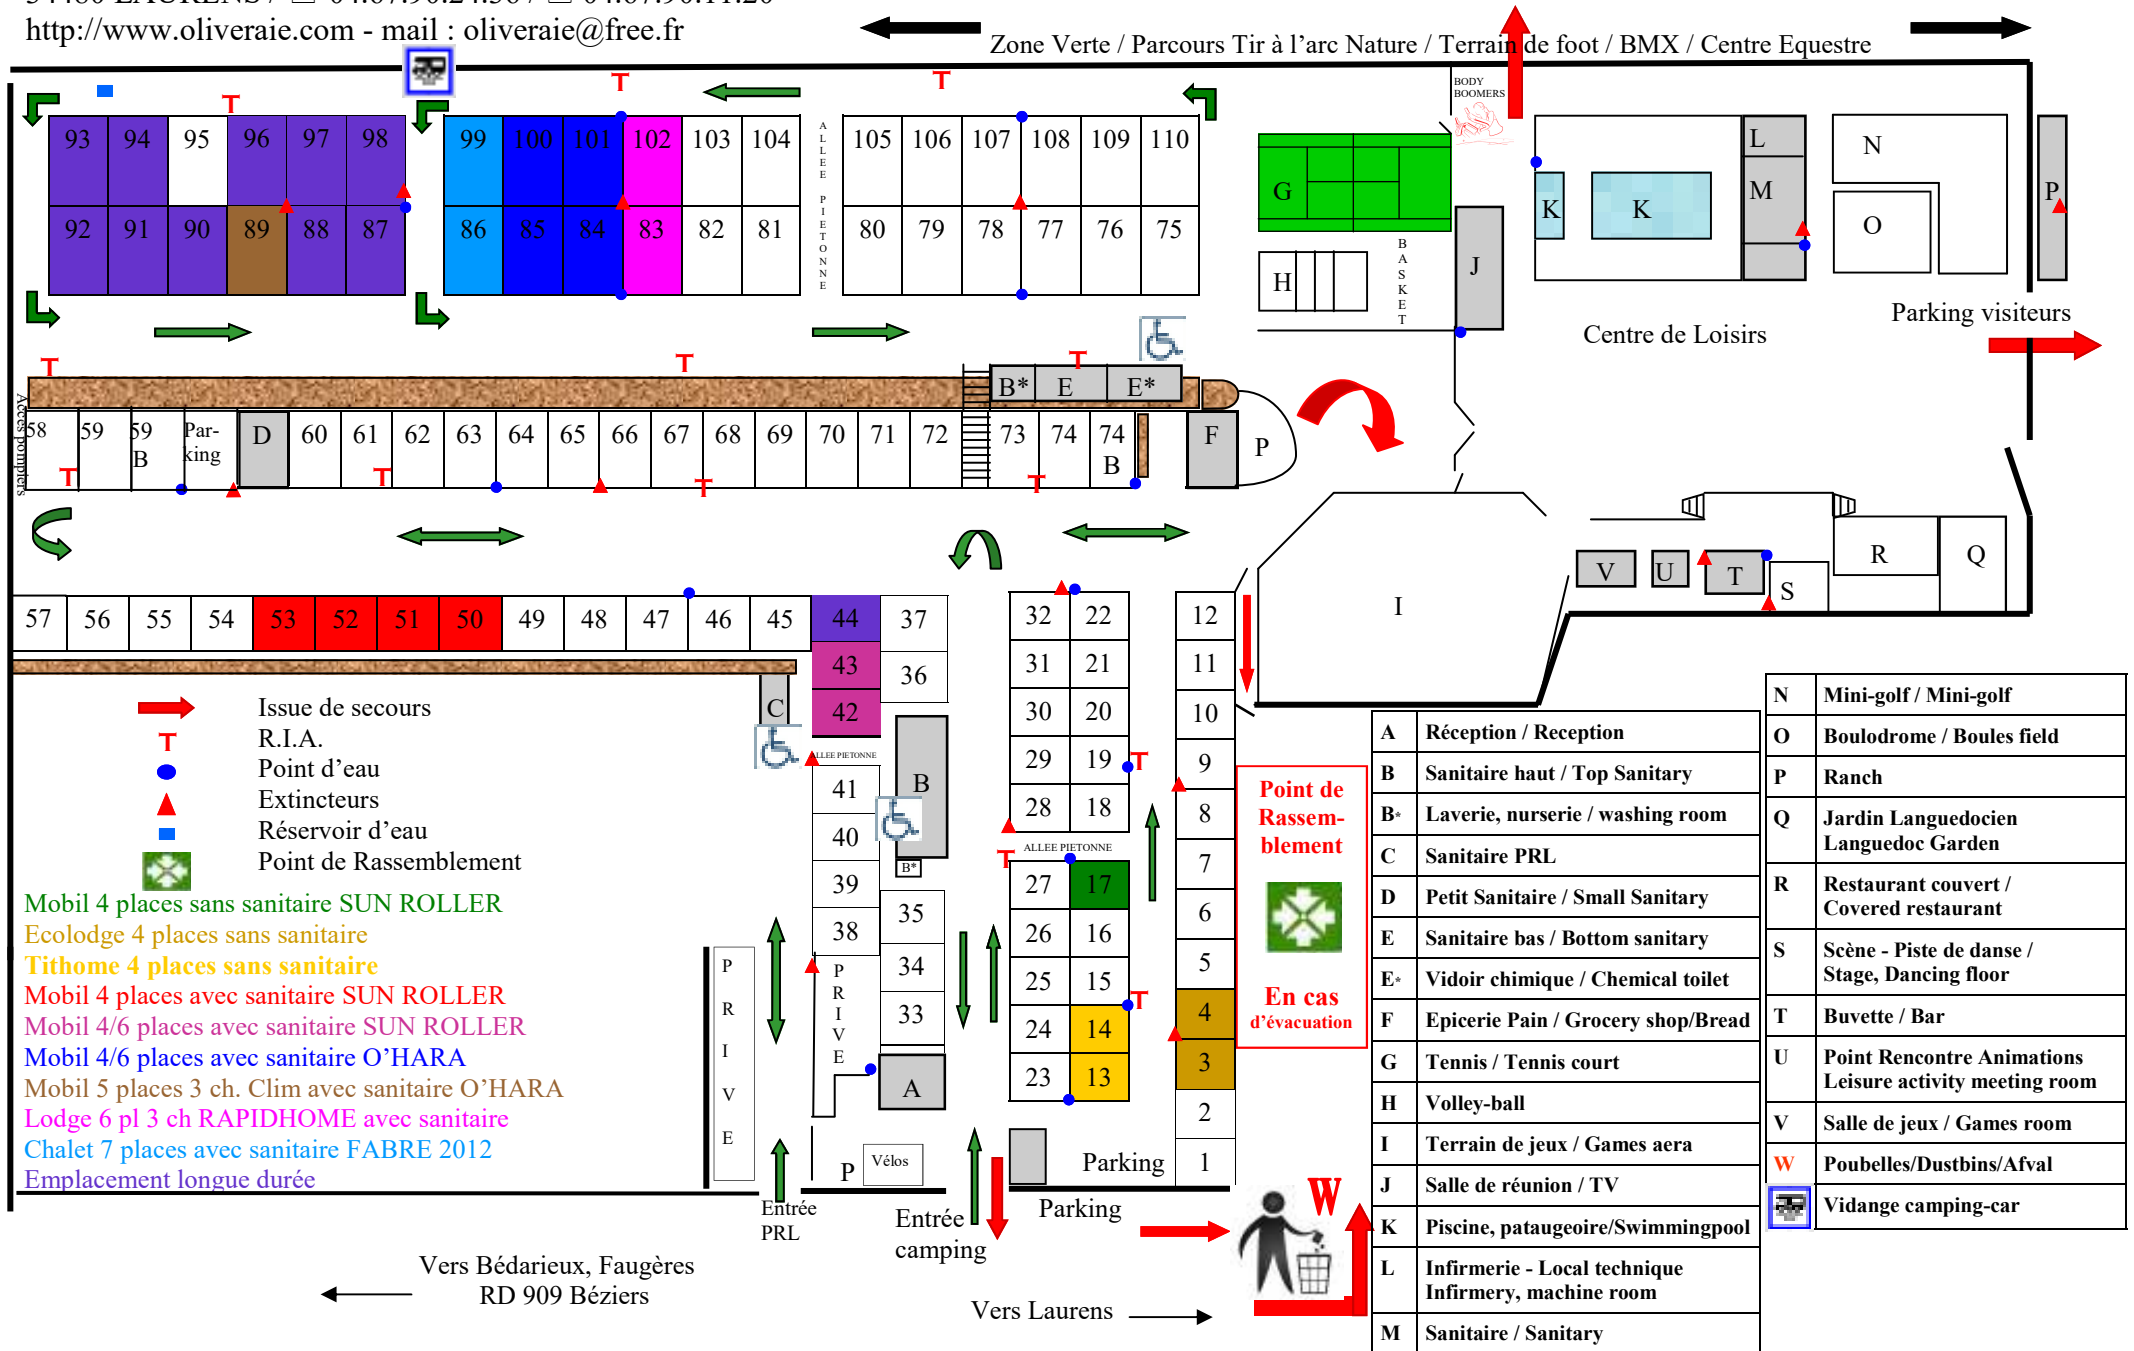 http://www.oliveraie.com - mail : oliveraie@free.fr
Zone Verte / Parcours Tir à l'arc Nature / Terrain de foot / BMX / Centre Equestre
BODY
BOOMERS
93 94 95 96 97 98 99 100 101 102 103 104 105 106 107 108 109 110
ALLEE PIETONNE
92 91 90 89 88 87 86 85 84 83 82 81 80 79 78 77 76 75
G
H
BASKET
J
K
K
L
M
N
O
P
Centre de Loisirs
Parking visiteurs
T T T T T T
B* E E*
Accès pompiers
58 59 59 B Par-king D 60 61 62 63 64 65 66 67 68 69 70 71 72 73 74 74 B F P
T T T T
57 56 55 54 53 52 51 50 49 48 47 46 45 44 37
43 36
42
C
ALLEE PIETONNE
41
40
39
38
B
B*
35
34
33
A
PRIVE
PRIVE
32 22
31 21
30 20
29 19 T
28 18
T
ALLEE PIETONNE
27 17
26 16
25 15
T
24 14
23 13
12
11
10
9
8
7
6
5
4
3
2
1
I
V U T S R Q
Point de
Rassem-
blement
En cas
d'évacuation
Issue de secours
T R.I.A.
Point d'eau
Extincteurs
Réservoir d'eau
Point de Rassemblement
Mobil 4 places sans sanitaire SUN ROLLER
Ecolodge 4 places sans sanitaire
Tithome 4 places sans sanitaire
Mobil 4 places avec sanitaire SUN ROLLER
Mobil 4/6 places avec sanitaire SUN ROLLER
Mobil 4/6 places avec sanitaire O'HARA
Mobil 5 places 3 ch. Clim avec sanitaire O'HARA
Lodge 6 pl 3 ch RAPIDHOME avec sanitaire
Chalet 7 places avec sanitaire FABRE 2012
Emplacement longue durée
P Vélos
Parking
Parking
Entrée
PRL
Entrée
camping
W
Vers Bédarieux, Faugères
RD 909 Béziers
Vers Laurens
A Réception / Reception
B Sanitaire haut / Top Sanitary
B* Laverie, nurserie / washing room
C Sanitaire PRL
D Petit Sanitaire / Small Sanitary
E Sanitaire bas / Bottom sanitary
E* Vidoir chimique / Chemical toilet
F Epicerie Pain / Grocery shop/Bread
G Tennis / Tennis court
H Volley-ball
I Terrain de jeux / Games aera
J Salle de réunion / TV
K Piscine, pataugeoire/Swimmingpool
L Infirmerie - Local technique
Infirmery, machine room
M Sanitaire / Sanitary
N Mini-golf / Mini-golf
O Boulodrome / Boules field
P Ranch
Q Jardin Languedocien
Languedoc Garden
R Restaurant couvert /
Covered restaurant
S Scène - Piste de danse /
Stage, Dancing floor
T Buvette / Bar
U Point Rencontre Animations
Leisure activity meeting room
V Salle de jeux / Games room
W Poubelles/Dustbins/Afval
Vidange camping-car